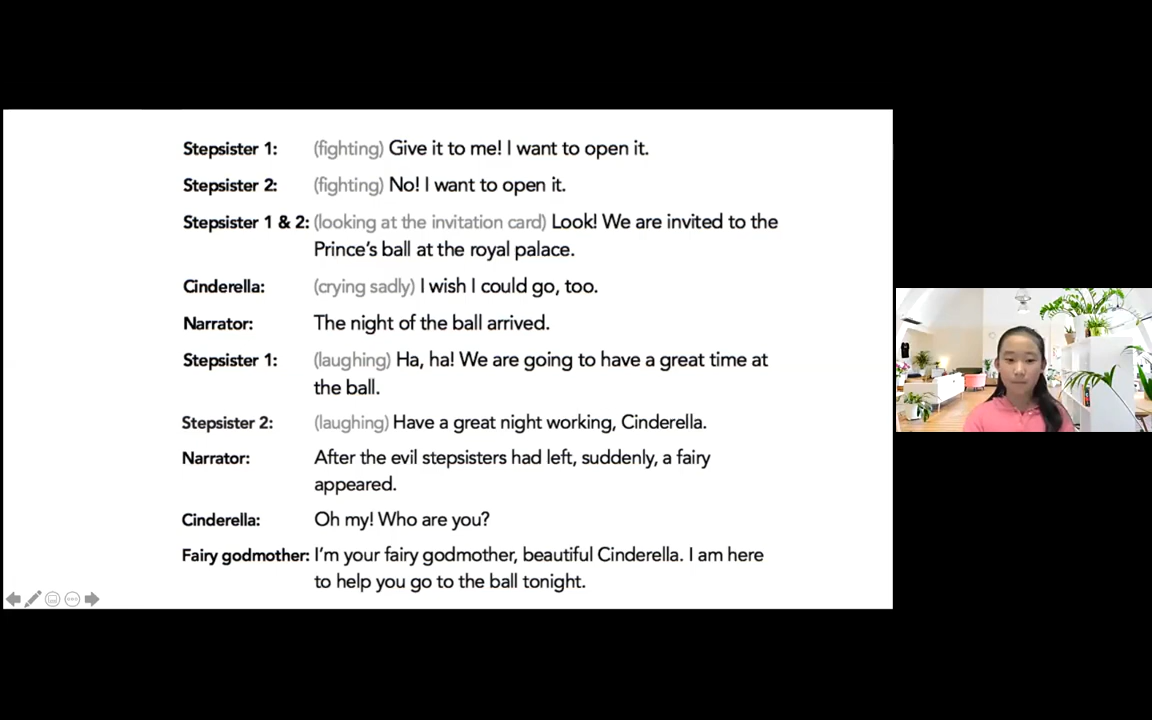 Stepsister 1: (fighting) Give it to me! I want to open it.
Stepsister 2: (fighting) No! I want to open it.
Stepsister 1 & 2: (looking at the invitation card) Look! We are invited to the
Prince's ball at the royal palace.
Cinderella: (crying sadly) I wish I could go, too.
Narrator: The night of the ball arrived.
Stepsister 1: (laughing) Ha, ha! We are going to have a great time at
the ball.
Stepsister 2: (laughing) Have a great night working, Cinderella.
Narrator: After the evil stepsisters had left, suddenly, a fairy
appeared.
Cinderella: Oh my! Who are you?
Fairy godmother: I'm your fairy godmother, beautiful Cinderella. I am here
to help you go to the ball tonight.